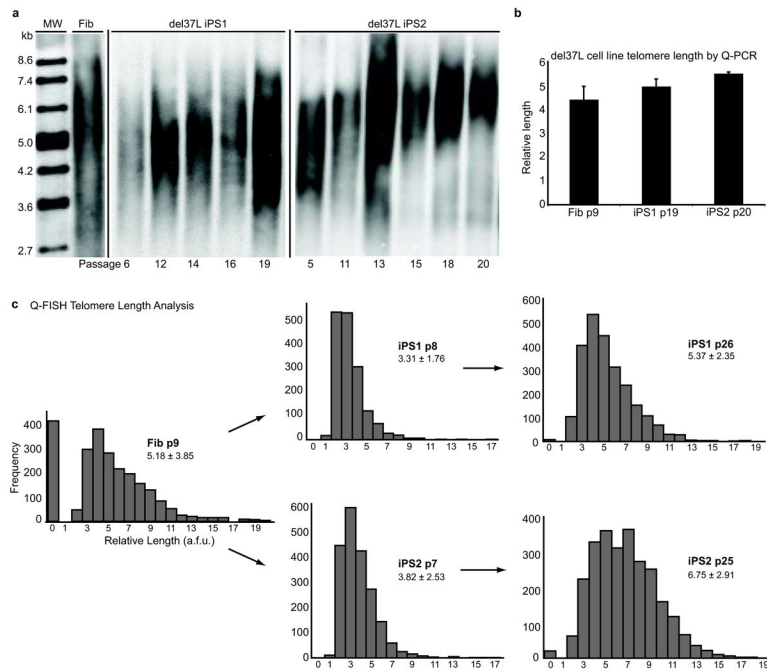 a
MW Fib del37L iPS1 del37L iPS2
kb
8.6
7.4
6.1
5.0
4.2
3.6
2.7
Passage 6 12 14 16 19 5 11 13 15 18 20
b
del37L cell line telomere length by Q-PCR
Relative length
6
5
4
3
2
1
0
Fib p9 iPS1 p19 iPS2 p20
c Q-FISH Telomere Length Analysis
Fib p9
5.18 ± 3.85
Frequency
400
300
200
100
0
0 1 3 5 7 9 11 13 15 17 19
Relative Length (a.f.u.)
iPS1 p8
3.31 ± 1.76
500
400
300
200
100
0
0 1 3 5 7 9 11 13 15 17
iPS1 p26
5.37 ± 2.35
600
500
400
300
200
100
0
0 1 3 5 7 9 11 13 15 17 19
iPS2 p7
3.82 ± 2.53
600
500
400
300
200
100
0
0 1 3 5 7 9 11 13 15 17
iPS2 p25
6.75 ± 2.91
400
300
200
100
0
0 1 3 5 7 9 11 13 15 17 19